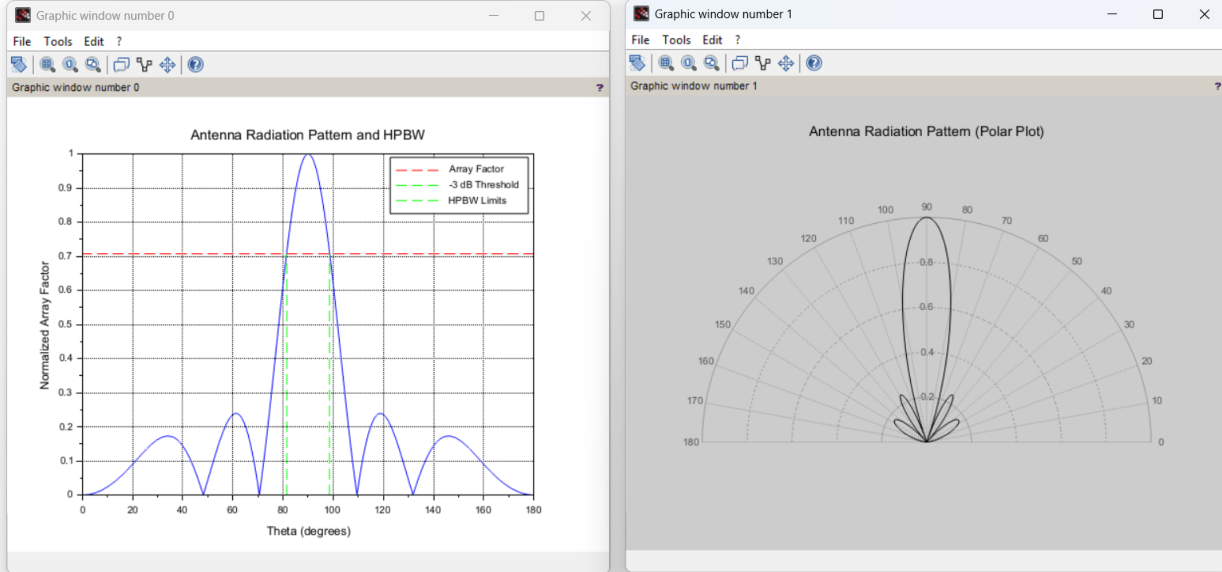 Graphic window number 0
File Tools Edit ?
Graphic window number 0 ?
Antenna Radiation Pattern and HPBW
Array Factor
-3 dB Threshold
HPBW Limits
Normalized Array Factor
1
0.9
0.8
0.7
0.6
0.5
0.4
0.3
0.2
0.1
0
0 20 40 60 80 100 120 140 160 180
Theta (degrees)
Graphic window number 1
File Tools Edit ?
Graphic window number 1 ?
Antenna Radiation Pattern (Polar Plot)
90
100 80
110 70
120 60
130 50
0.8
140 40
0.6
150 30
0.4
160 20
0.2
170 10
180 0